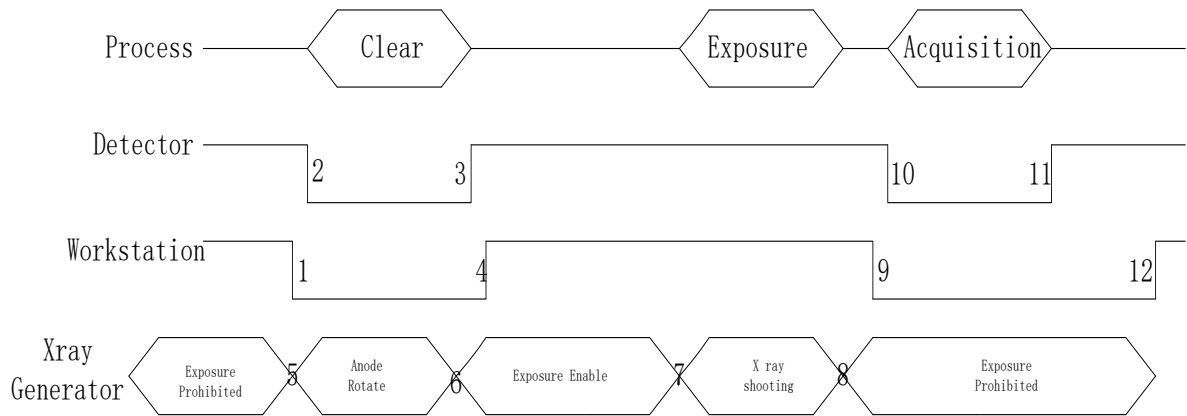 Process
Clear
Exposure
Acquisition
Detector
2
3
10
11
Workstation
1
4
9
12
Xray
Generator
Exposure
Prohibited
5
Anode
Rotate
6
Exposure Enable
7
X ray
shooting
8
Exposure
Prohibited